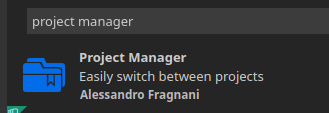 project manager
Project Manager
Easily switch between projects
Alessandro Fragnani